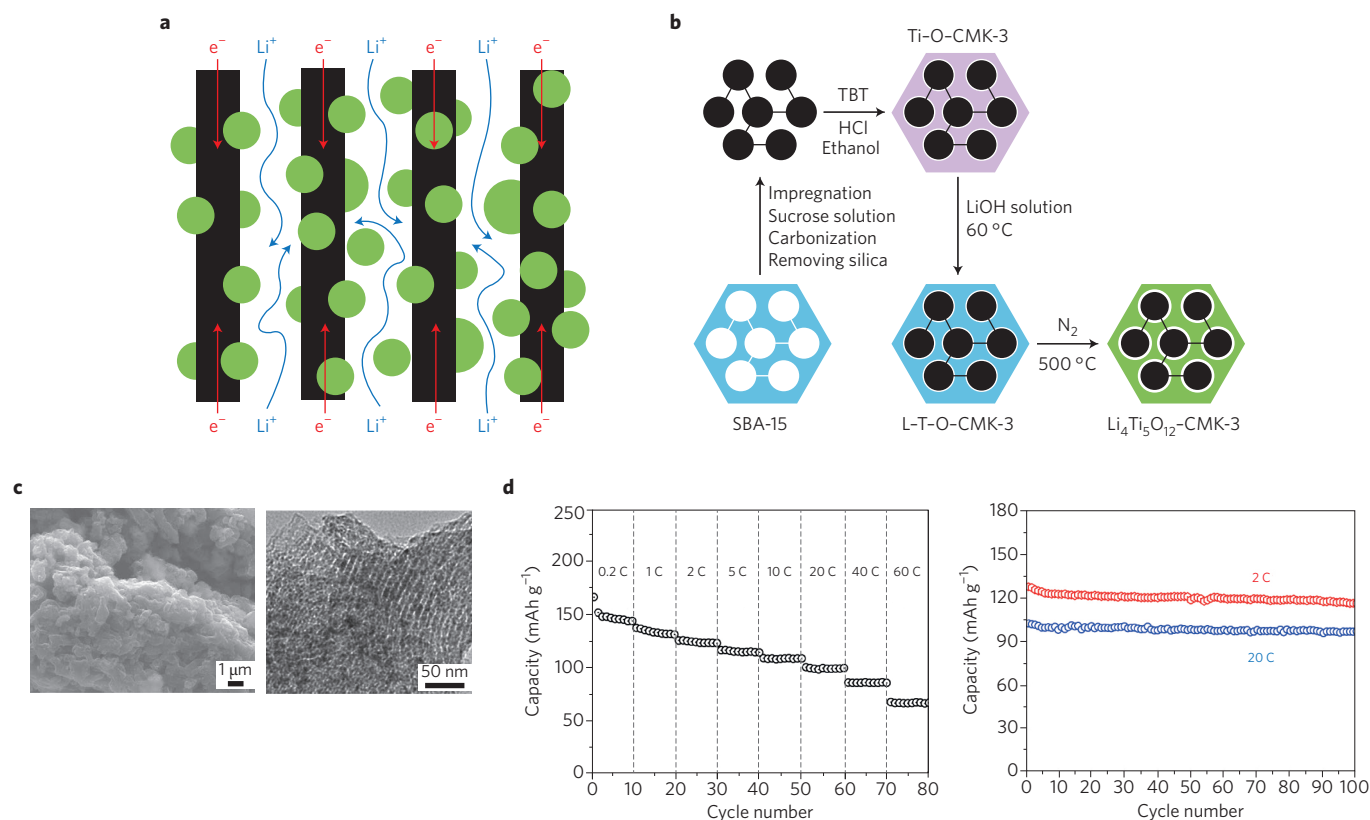 a
e⁻ Li⁺ e⁻ Li⁺ e⁻ Li⁺ e⁻
e⁻ Li⁺ e⁻ Li⁺ e⁻ Li⁺ e⁻
b
Ti–O–CMK-3
TBT
HCl
Ethanol
Impregnation
Sucrose solution
Carbonization
Removing silica
LiOH solution
60 °C
N₂
500 °C
SBA-15
L–T–O–CMK-3
Li₄Ti₅O₁₂–CMK-3
c
1 μm
50 nm
d
Capacity (mAh g⁻¹)
250
200
150
100
50
0
0.2 C 1 C 2 C 5 C 10 C 20 C 40 C 60 C
0 10 20 30 40 50 60 70 80
Cycle number
Capacity (mAh g⁻¹)
180
150
120
90
60
30
0
2 C
20 C
0 10 20 30 40 50 60 70 80 90 100
Cycle number